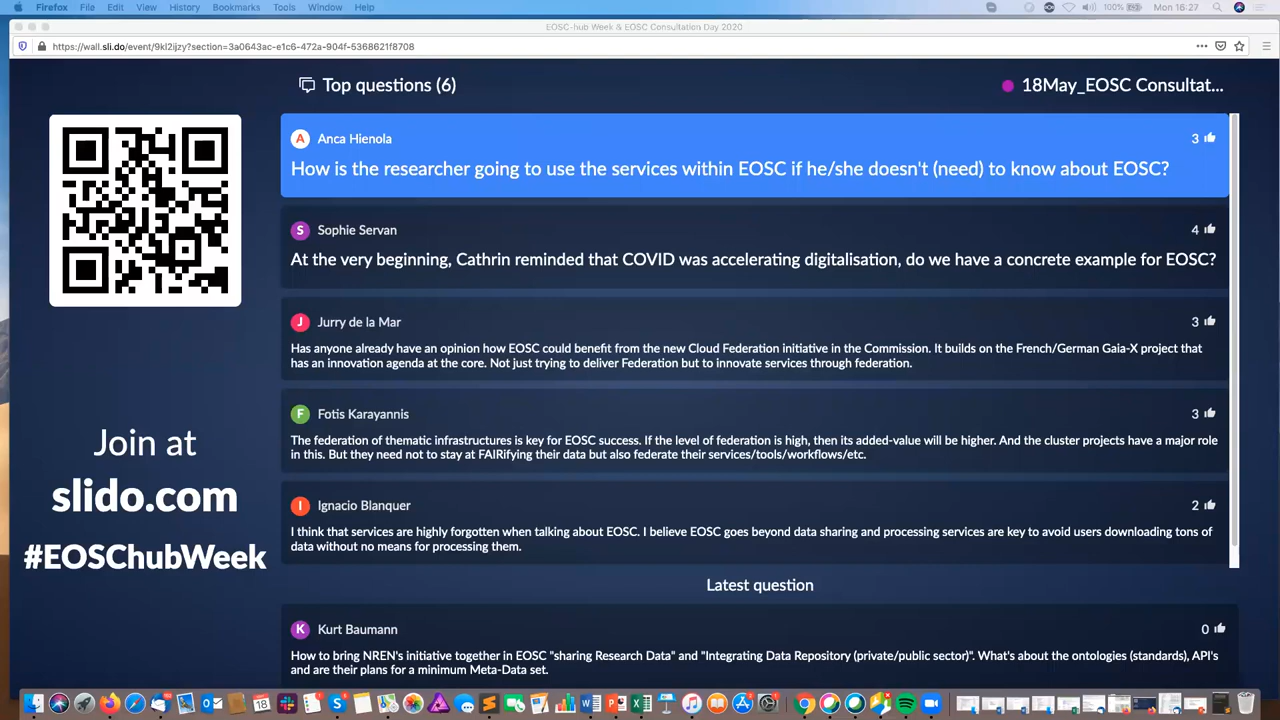 Firefox File Edit View History Bookmarks Tools Window Help
100% Mon 16:27
EOSC-hub Week & EOSC Consultation Day 2020
https://wall.sli.do/event/9kl2ijzy?section=3a0643ac-e1c6-472a-904f-5368621f8708
Top questions (6)
18May_EOSC Consultat...
A Anca Hienola 3
How is the researcher going to use the services within EOSC if he/she doesn't (need) to know about EOSC?
S Sophie Servan 4
At the very beginning, Cathrin reminded that COVID was accelerating digitalisation, do we have a concrete example for EOSC?
J Jurry de la Mar 3
Has anyone already have an opinion how EOSC could benefit from the new Cloud Federation initiative in the Commission. It builds on the French/German Gaia-X project that
has an innovation agenda at the core. Not just trying to deliver Federation but to innovate services through federation.
F Fotis Karayannis 3
The federation of thematic infrastructures is key for EOSC success. If the level of federation is high, then its added-value will be higher. And the cluster projects have a major role
in this. But they need not to stay at FAIRifying their data but also federate their services/tools/workflows/etc.
I Ignacio Blanquer 2
I think that services are highly forgotten when talking about EOSC. I believe EOSC goes beyond data sharing and processing services are key to avoid users downloading tons of
data without no means for processing them.
Join at
slido.com
#EOSChubWeek
Latest question
K Kurt Baumann 0
How to bring NREN's initiative together in EOSC "sharing Research Data" and "Integrating Data Repository (private/public sector)". What's about the ontologies (standards), API's
and are their plans for a minimum Meta-Data set.
18